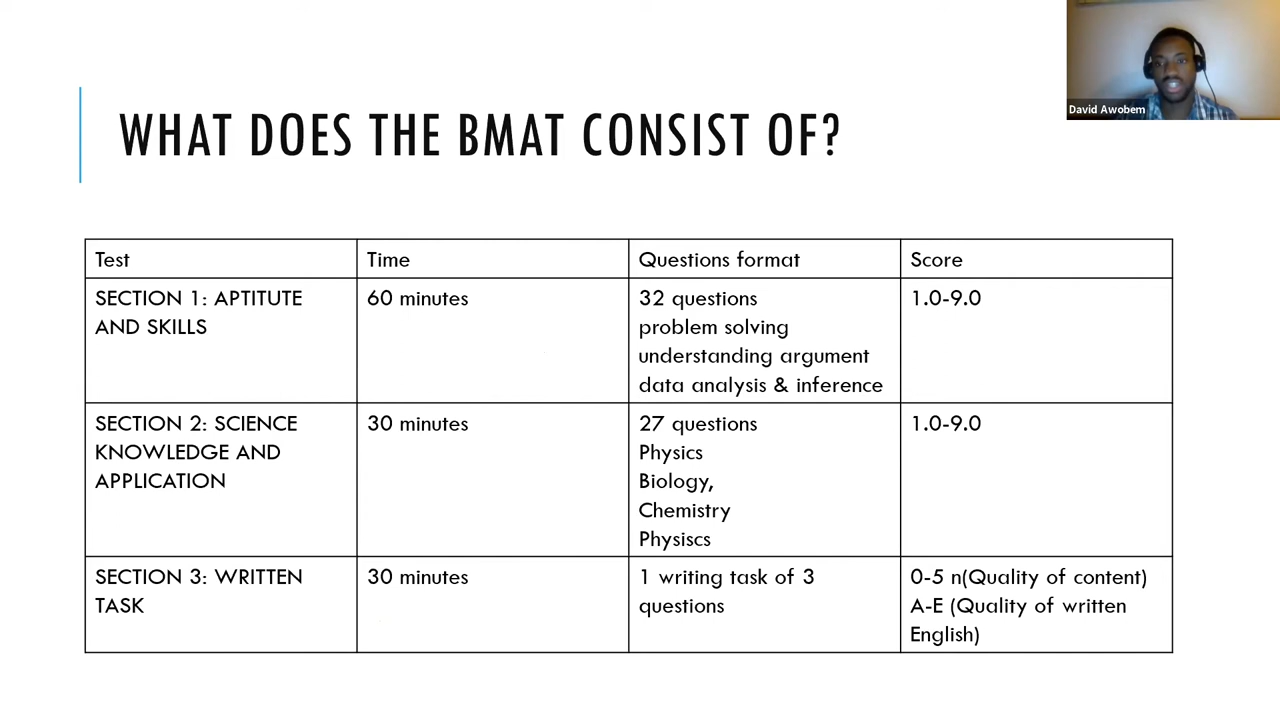 David Awobem
WHAT DOES THE BMAT CONSIST OF?
Test
Time
Questions format
Score
SECTION 1: APTITUTE
AND SKILLS
60 minutes
32 questions
problem solving
understanding argument
data analysis & inference
1.0-9.0
SECTION 2: SCIENCE
KNOWLEDGE AND
APPLICATION
30 minutes
27 questions
Physics
Biology,
Chemistry
Physiscs
1.0-9.0
SECTION 3: WRITTEN
TASK
30 minutes
1 writing task of 3
questions
0-5 n(Quality of content)
A-E (Quality of written
English)